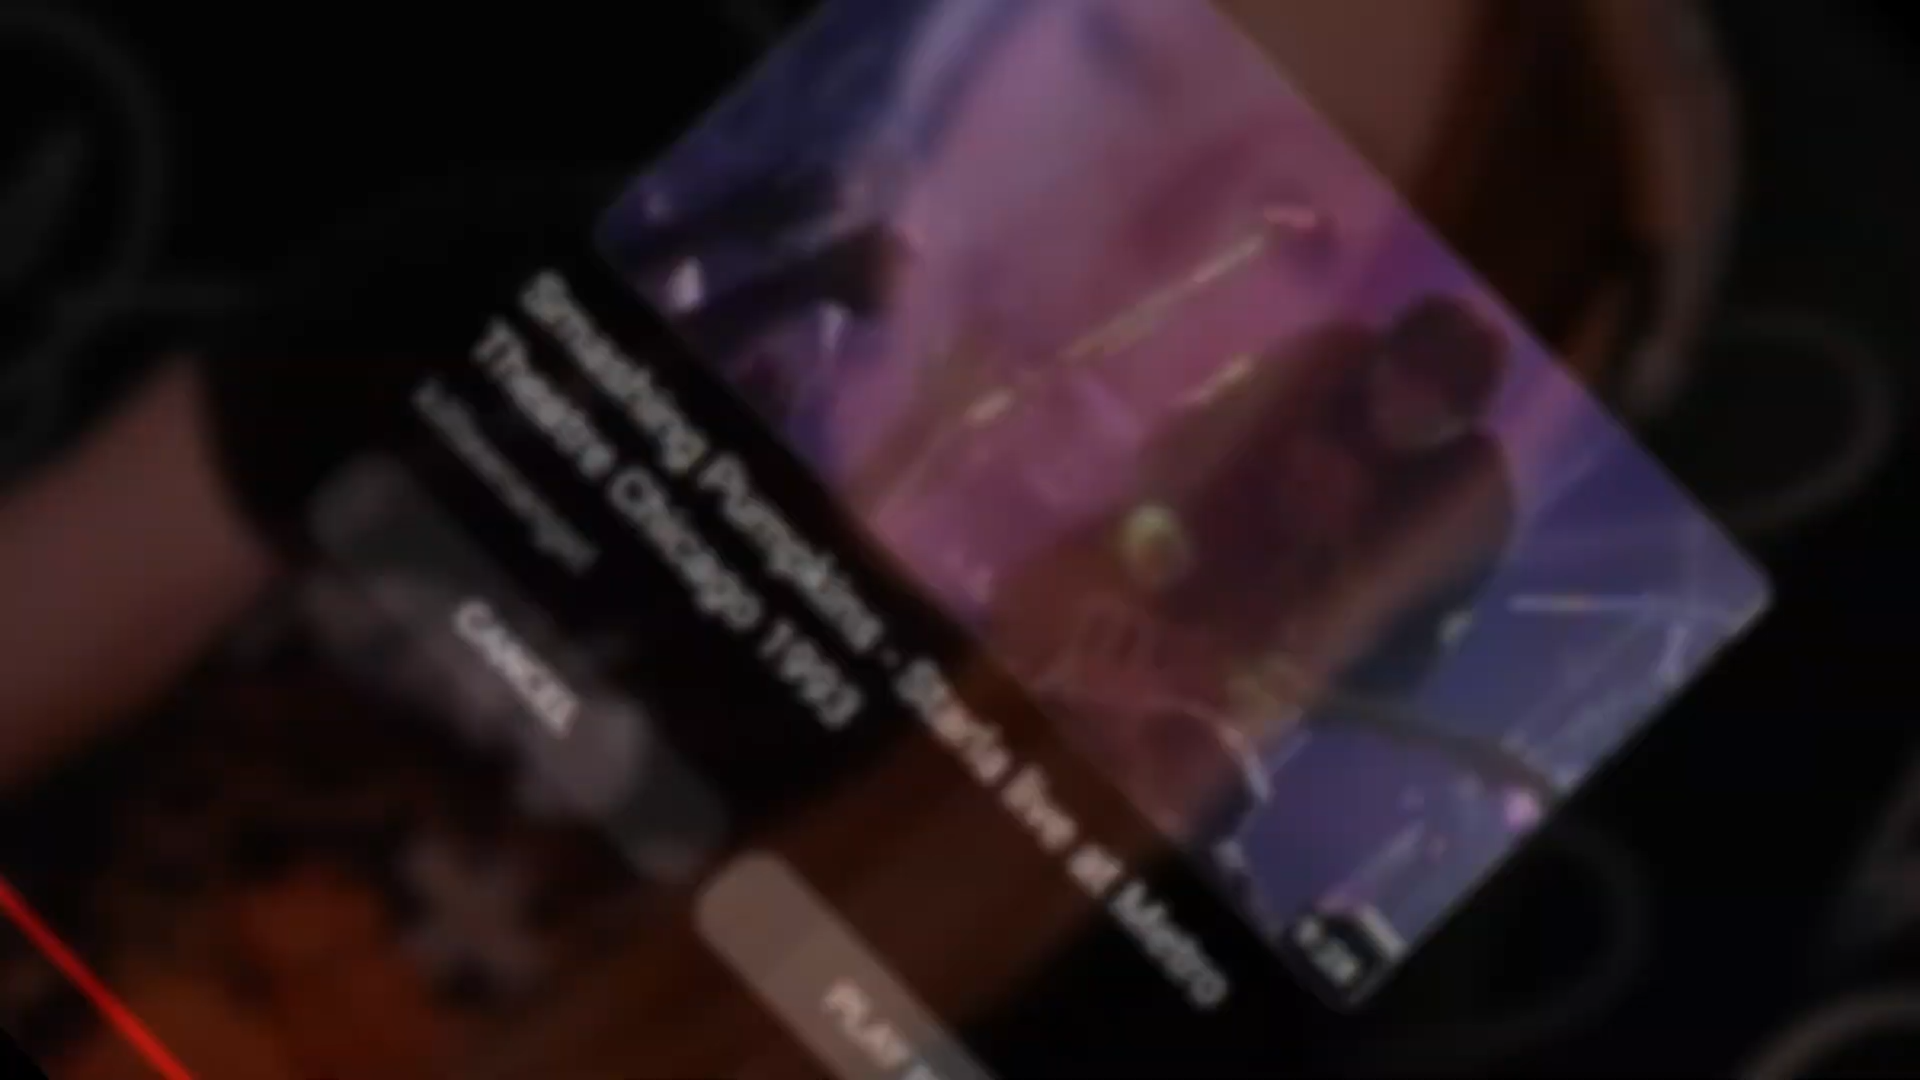 Smashing Pumpkins - Starla live at Metro
Theatre Chicago 1993
CANCEL
PLAY